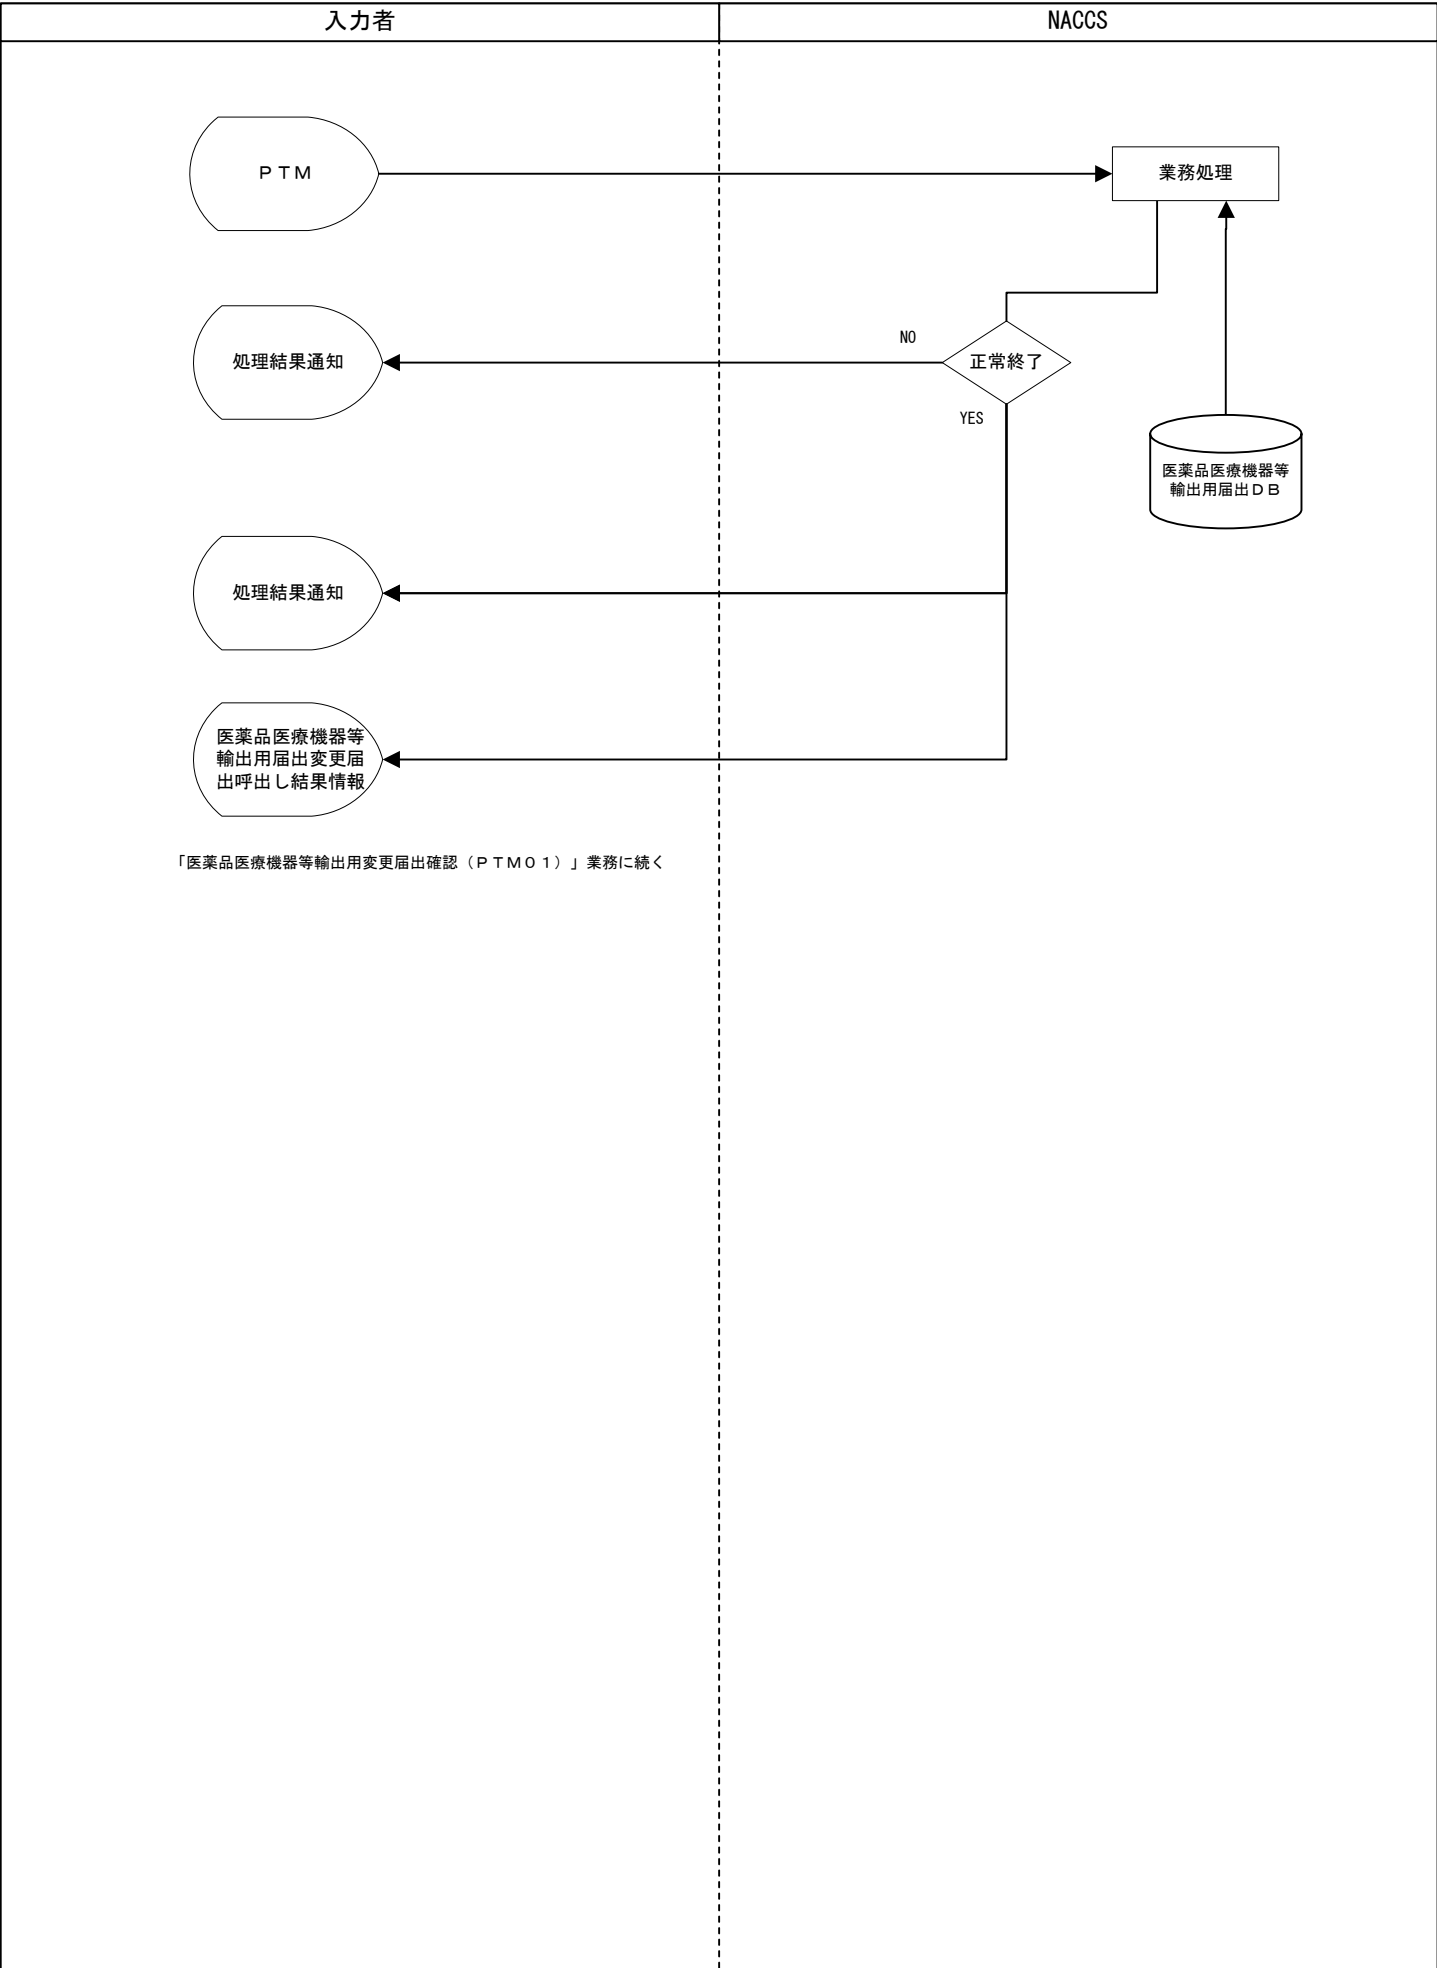 入力者
NACCS
ＰＴＭ
業務処理
NO
処理結果通知
正常終了
YES
医薬品医療機器等
輸出用届出ＤＢ
処理結果通知
医薬品医療機器等
輸出用届出変更届
出呼出し結果情報
「医薬品医療機器等輸出用変更届出確認（ＰＴＭ０１）」業務に続く